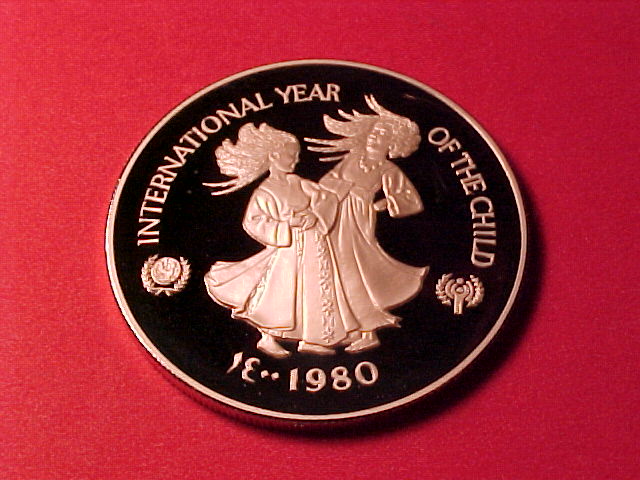 INTERNATIONAL YEAR OF THE CHILD
١٤٠٠ 1980